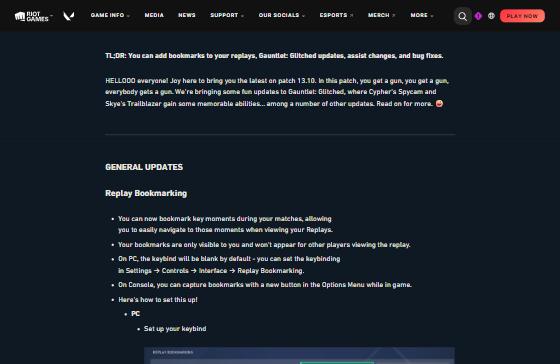 RIOT GAMES
GAME INFO MEDIA NEWS SUPPORT OUR SOCIALS ESPORTS MERCH MORE PLAY NOW
TL;DR: You can add bookmarks to your replays, Gauntlet: Glitched updates, assist changes, and bug fixes.
HELLOOO everyone! Joy here to bring you the latest on patch 13.10. In this patch, you get a gun, you get a gun,
everybody gets a gun. We're bringing some fun updates to Gauntlet: Glitched, where Cypher's Spycam and
Skye's Trailblazer gain some memorable abilities... among a number of other updates. Read on for more. 🤪
GENERAL UPDATES
Replay Bookmarking
• You can now bookmark key moments during your matches, allowing
you to easily navigate to those moments when viewing your Replays.
• Your bookmarks are only visible to you and won't appear for other players viewing the replay.
• On PC, the keybind will be blank by default - you can set the keybinding
in Settings → Controls → Interface → Replay Bookmarking.
• On Console, you can capture bookmarks with a new button in the Options Menu while in game.
• Here's how to set this up!
• PC
• Set up your keybind
REPLAY BOOKMARKING